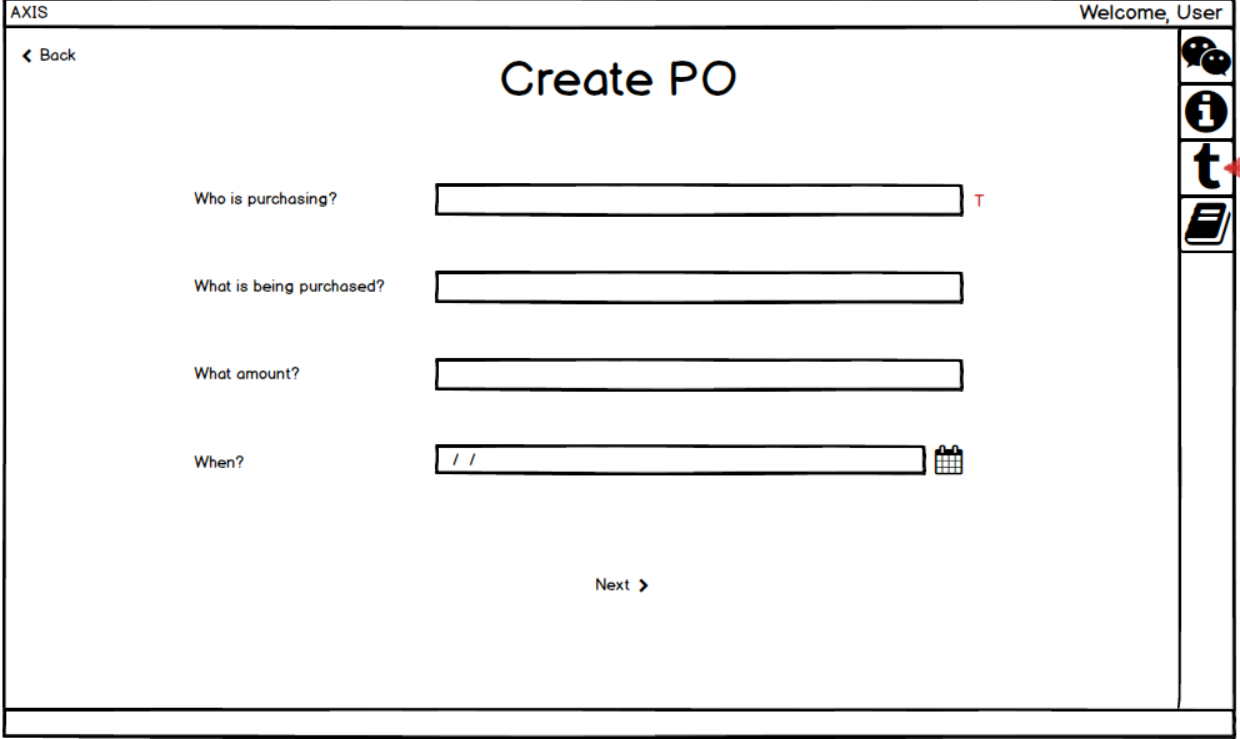 AXIS
Welcome, User
Back
Create PO
Who is purchasing?
T
What is being purchased?
What amount?
When?
/ /
Next
t